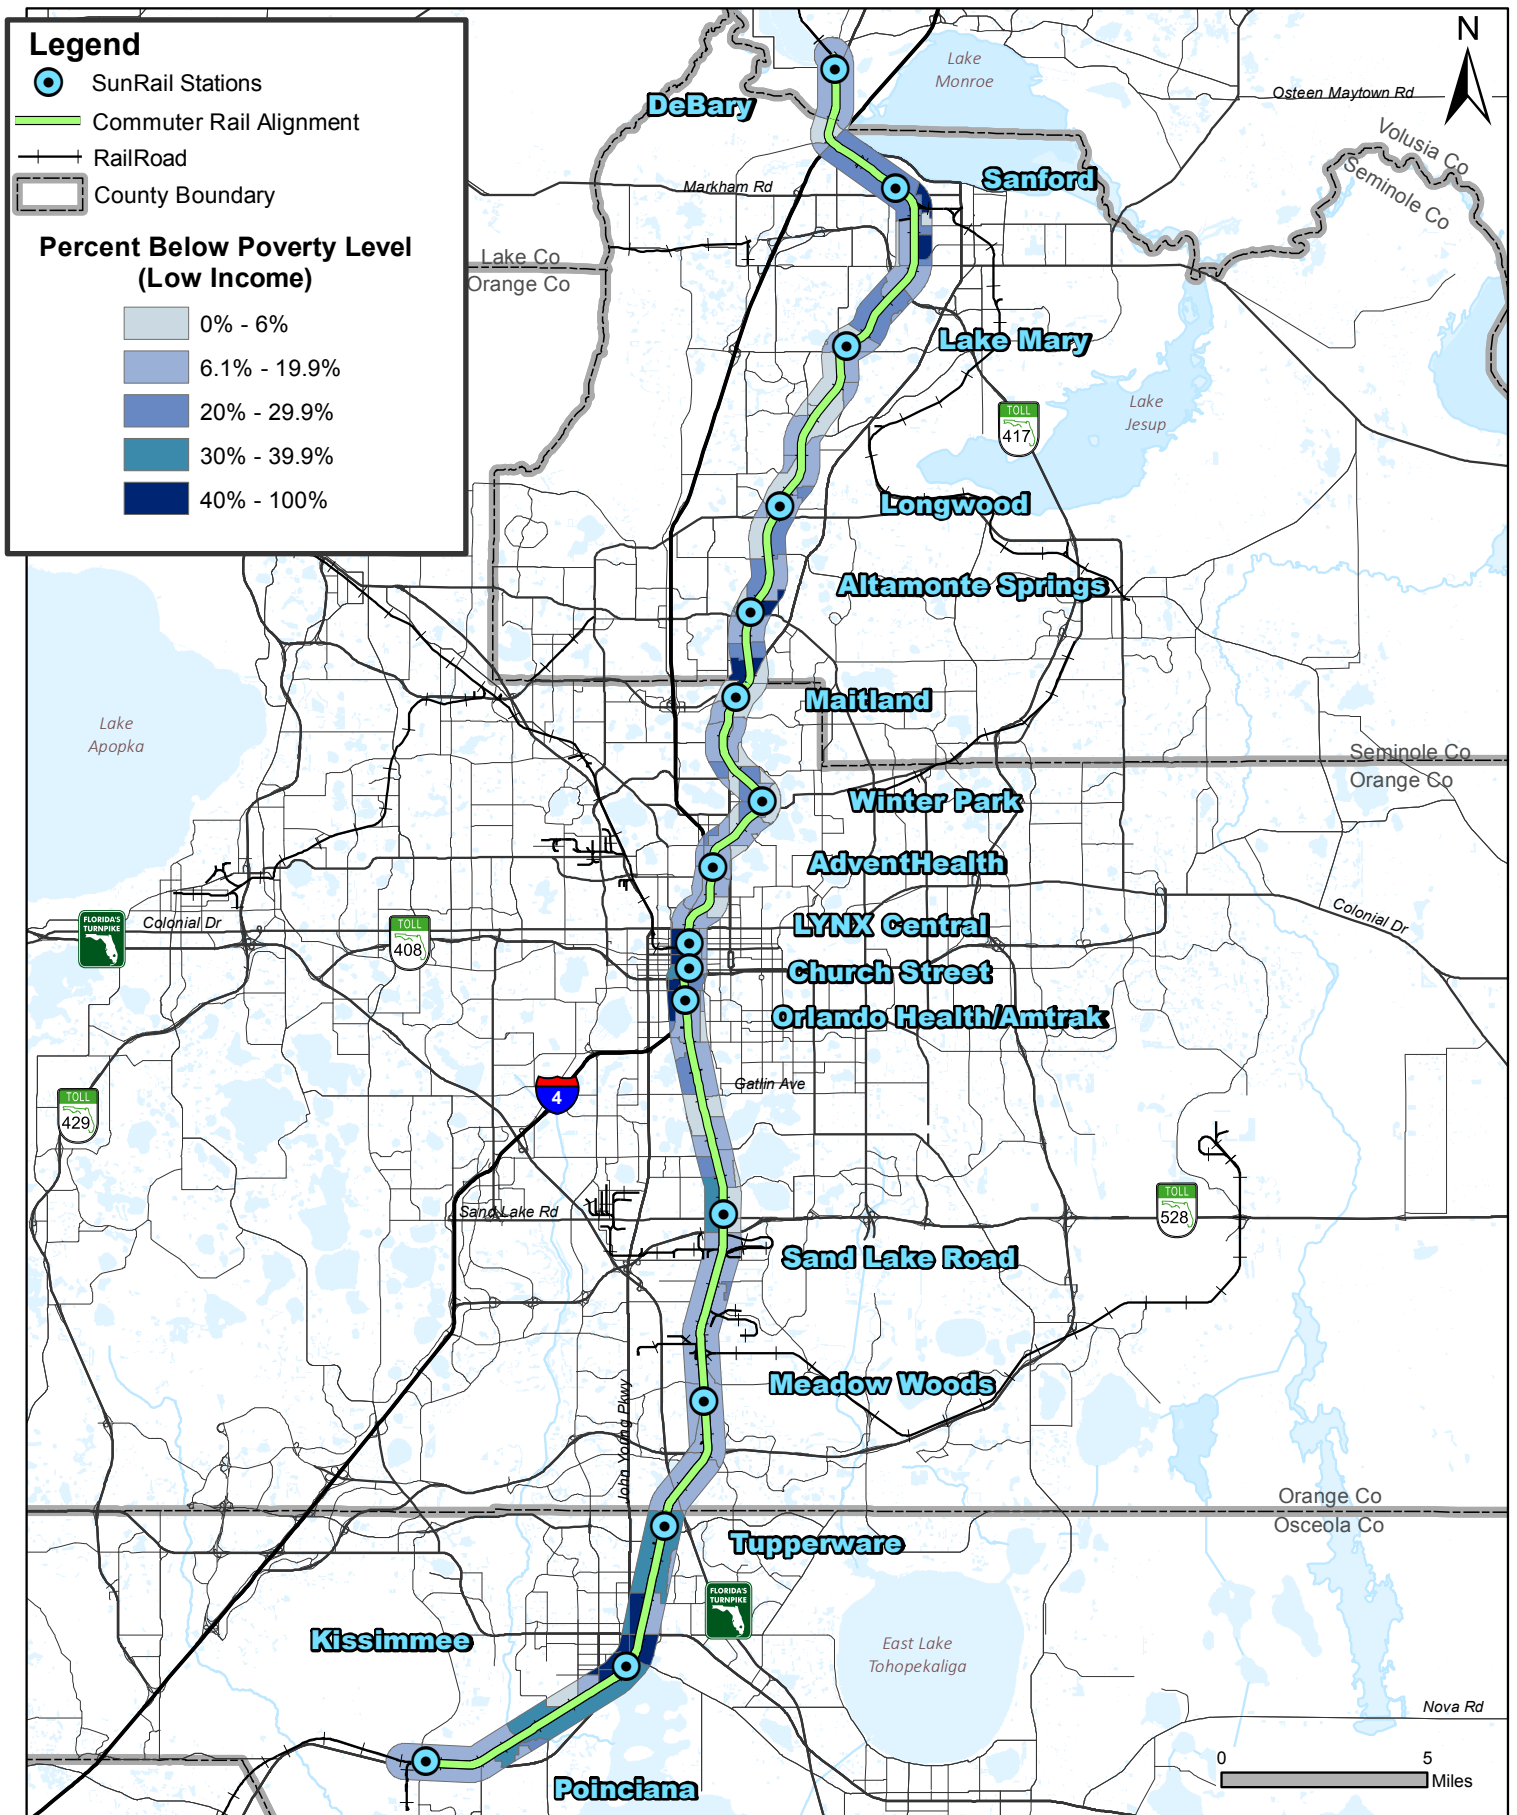 Legend
SunRail Stations
Commuter Rail Alignment
RailRoad
County Boundary
Percent Below Poverty Level
(Low Income)
0% - 6%
6.1% - 19.9%
20% - 29.9%
30% - 39.9%
40% - 100%
N
Lake
Monroe
Osteen Maytown Rd
DeBary
Volusia Co
Seminole Co
Sanford
Markham Rd
Lake Co
Orange Co
Lake Mary
Lake
Jesup
TOLL
417
Longwood
Altamonte Springs
Maitland
Lake
Apopka
Seminole Co
Orange Co
Winter Park
AdventHealth
Colonial Dr
FLORIDA'S
TURNPIKE
Colonial Dr
TOLL
408
LYNX Central
Church Street
Orlando Health/Amtrak
Gatlin Ave
4
TOLL
429
Sand Lake Rd
TOLL
528
Sand Lake Road
Meadow Woods
John Young Pkwy
Orange Co
Osceola Co
Tupperware
FLORIDA'S
TURNPIKE
Kissimmee
East Lake
Tohopekaliga
Nova Rd
Poinciana
0 5
Miles